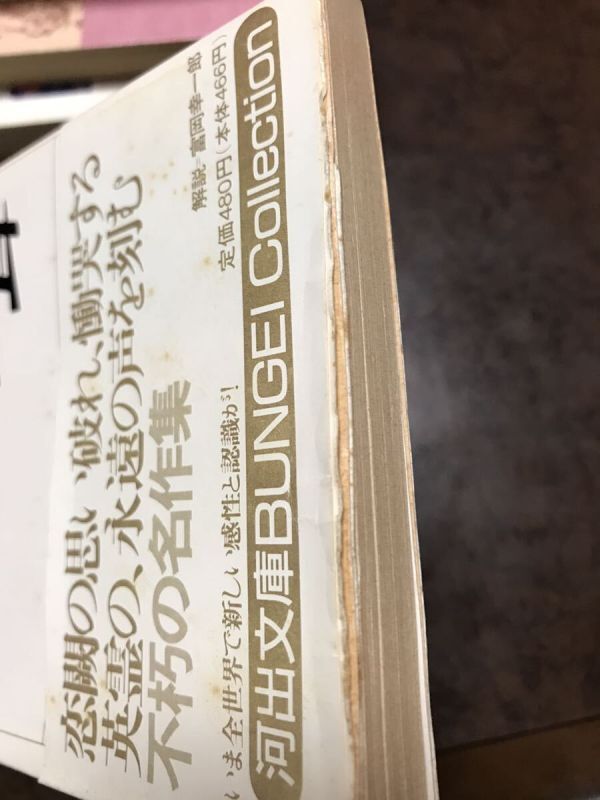 恋闕の思い破れ、慟哭する
英霊の、永遠の声を刻む
不朽の名作集
解説=富岡幸一郎
定価480円(本体466円)
いま全世界で新しい感性と認識が!
河出文庫BUNGEI Collection